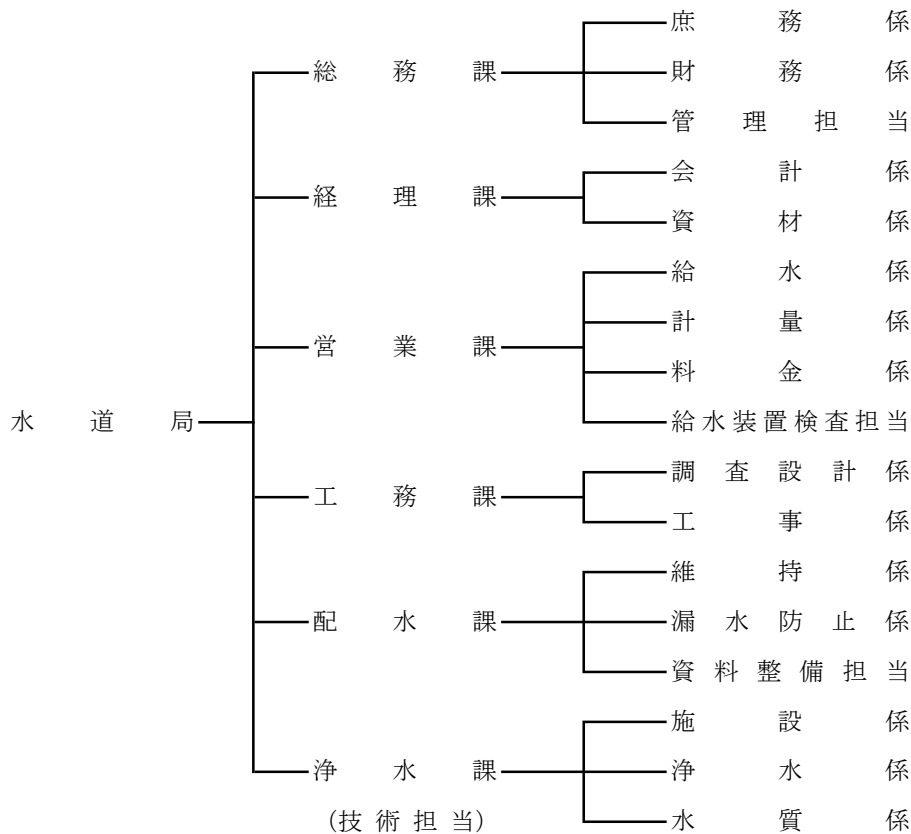 庶務係
総務課
財務係
管理担当
会計係
経理課
資材係
給水係
計量係
営業課
料金係
水道局
給水装置検査担当
調査設計係
工務課
工事係
維持係
配水課
漏水防止係
資料整備担当
施設係
浄水課
浄水係
(技術担当)
水質係